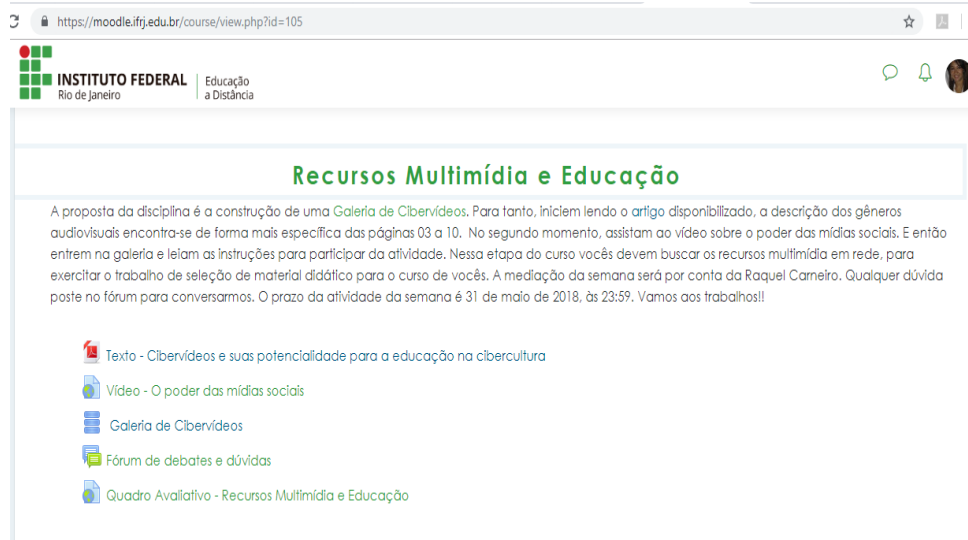 https://moodle.ifrj.edu.br/course/view.php?id=105
INSTITUTO FEDERAL
Rio de Janeiro
Educação
a Distância
Recursos Multimídia e Educação
A proposta da disciplina é a construção de uma Galeria de Cibervídeos. Para tanto, iniciem lendo o artigo disponibilizado, a descrição dos gêneros
audiovisuais encontra-se de forma mais específica das páginas 03 a 10. No segundo momento, assistam ao vídeo sobre o poder das mídias sociais. E então
entrem na galeria e leiam as instruções para participar da atividade. Nessa etapa do curso vocês devem buscar os recursos multimídia em rede, para
exercitar o trabalho de seleção de material didático para o curso de vocês. A mediação da semana será por conta da Raquel Carneiro. Qualquer dúvida
poste no fórum para conversarmos. O prazo da atividade da semana é 31 de maio de 2018, às 23:59. Vamos aos trabalhos!!
Texto - Cibervídeos e suas potencialidade para a educação na cibercultura
Vídeo - O poder das mídias sociais
Galeria de Cibervídeos
Fórum de debates e dúvidas
Quadro Avaliativo - Recursos Multimídia e Educação